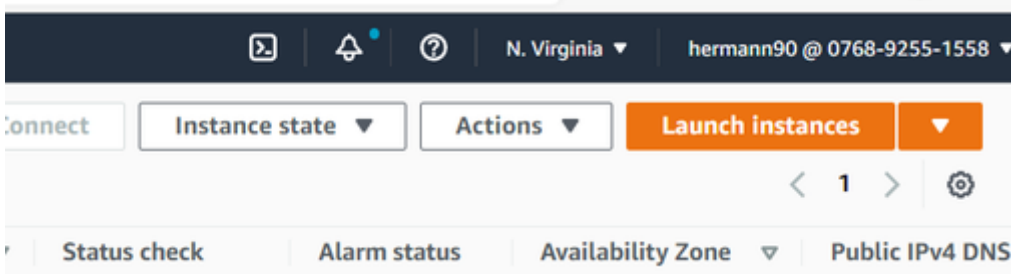 N. Virginia ▼ hermann90 @ 0768-9255-1558 ▼
Connect Instance state ▼ Actions ▼ Launch instances ▼
< 1 >
Status check Alarm status Availability Zone ▽ Public IPv4 DNS